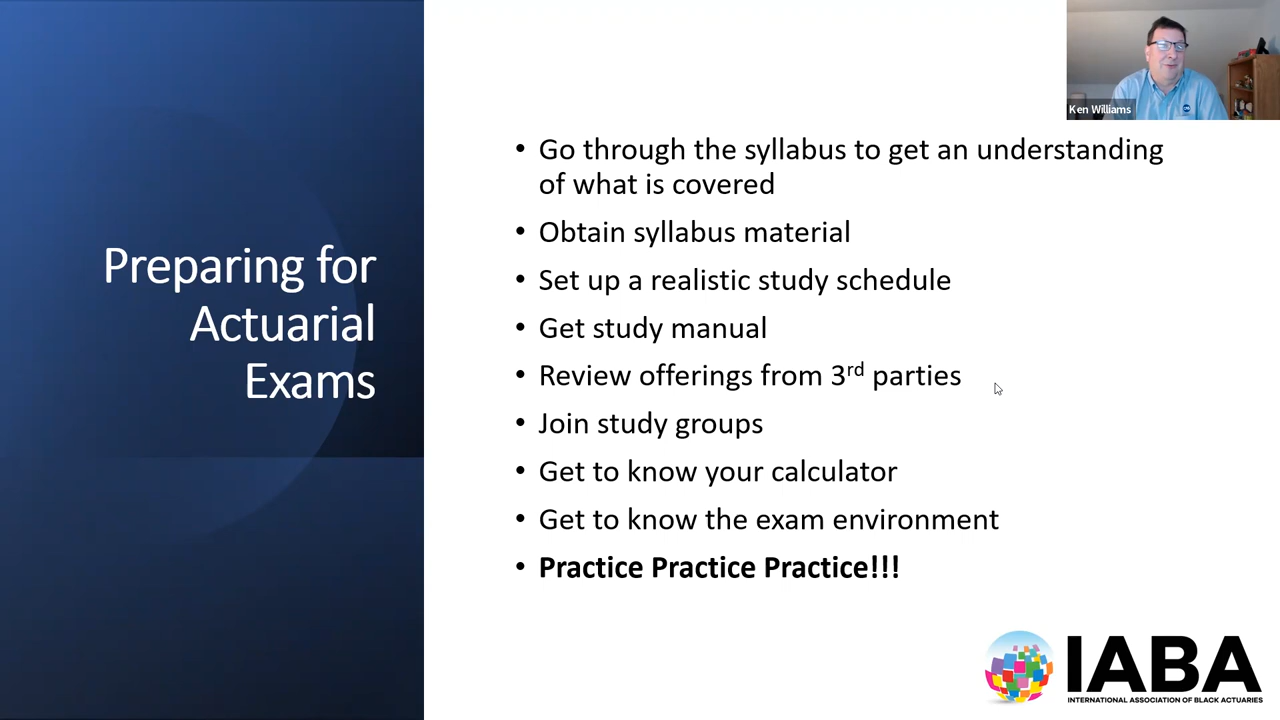 Ken Williams
Preparing for
Actuarial
Exams
• Go through the syllabus to get an understanding
of what is covered
• Obtain syllabus material
• Set up a realistic study schedule
• Get study manual
• Review offerings from 3rd parties
• Join study groups
• Get to know your calculator
• Get to know the exam environment
• Practice Practice Practice!!!
IABA
INTERNATIONAL ASSOCIATION OF BLACK ACTUARIES